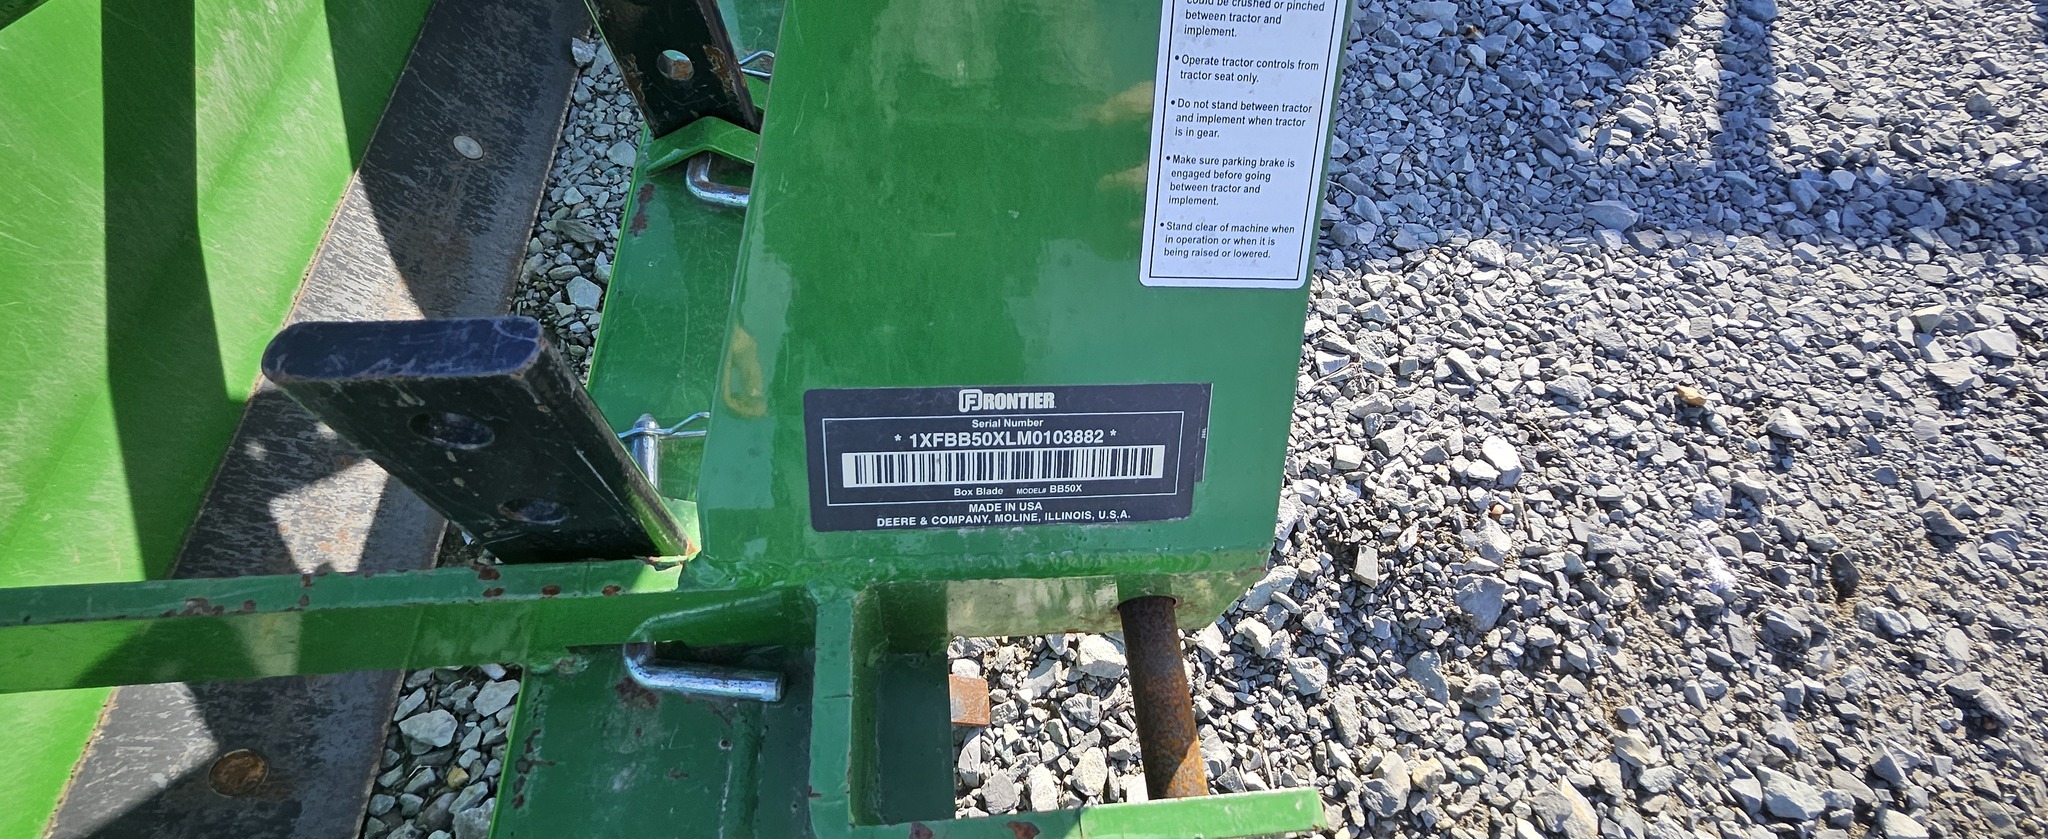 could be crushed or pinched
between tractor and
implement.
• Operate tractor controls from
tractor seat only.
• Do not stand between tractor
and implement when tractor
is in gear.
• Make sure parking brake is
engaged before going
between tractor and
implement.
• Stand clear of machine when
in operation or when it is
being raised or lowered.
FRONTIER
Serial Number
* 1XFBB50XLM0103882 *
Box Blade MODEL# BB50X
MADE IN USA
DEERE & COMPANY, MOLINE, ILLINOIS, U.S.A.